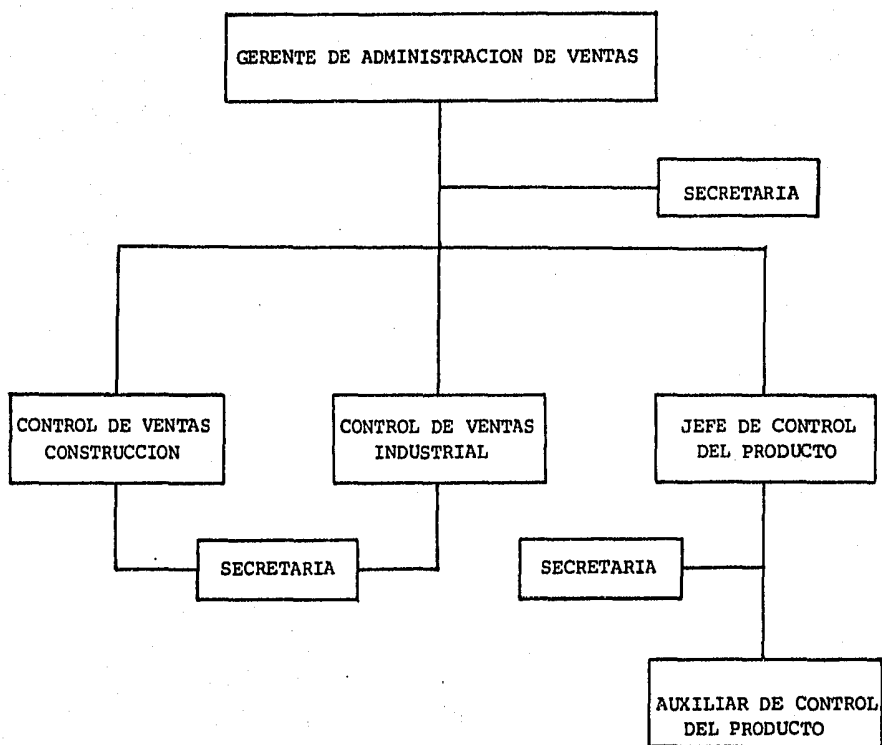 GERENTE DE ADMINISTRACION DE VENTAS
SECRETARIA
CONTROL DE VENTAS
CONSTRUCCION
CONTROL DE VENTAS
INDUSTRIAL
JEFE DE CONTROL
DEL PRODUCTO
SECRETARIA
SECRETARIA
AUXILIAR DE CONTROL
DEL PRODUCTO